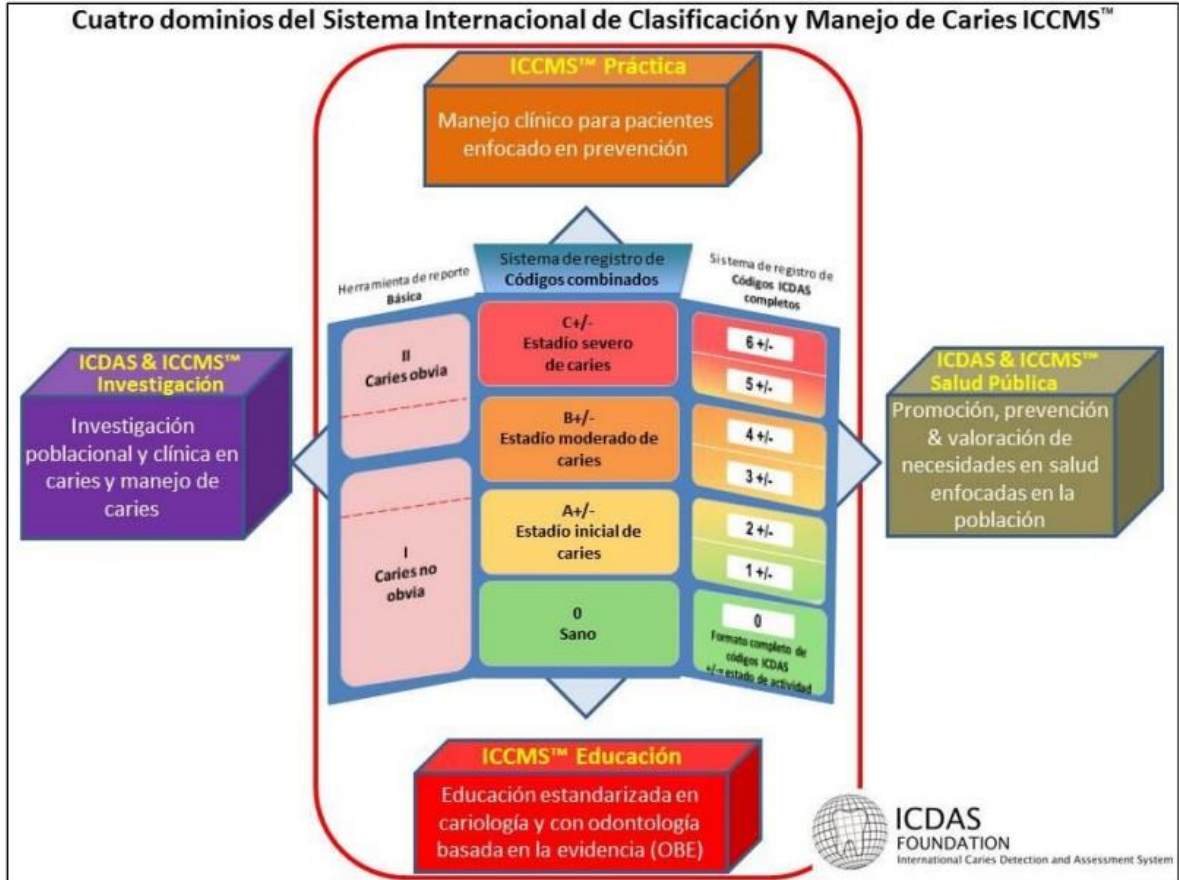 Cuatro dominios del Sistema Internacional de Clasificación y Manejo de Caries ICCMS™
ICCMS™ Práctica
Manejo clínico para pacientes
enfocado en prevención
Herramienta de reporte
Básica
II
Caries obvia
I
Caries no
obvia
Sistema de registro de
Códigos combinados
C+/-
Estadío severo
de caries
B+/-
Estadío moderado de
caries
A+/-
Estadío inicial de
caries
0
Sano
Sistema de registro de
Códigos ICDAS
completos
6 +/-
5 +/-
4 +/-
3 +/-
2 +/-
1 +/-
0
Formato completo de
códigos ICDAS
+/-= estado de actividad
ICDAS & ICCMS™
Investigación
Investigación
poblacional y clínica en
caries y manejo de
caries
ICDAS & ICCMS™
Salud Pública
Promoción, prevención
& valoración de
necesidades en salud
enfocadas en la
población
ICCMS™ Educación
Educación estandarizada en
cariología y con odontología
basada en la evidencia (OBE)
ICDAS
FOUNDATION
International Caries Detection and Assessment System